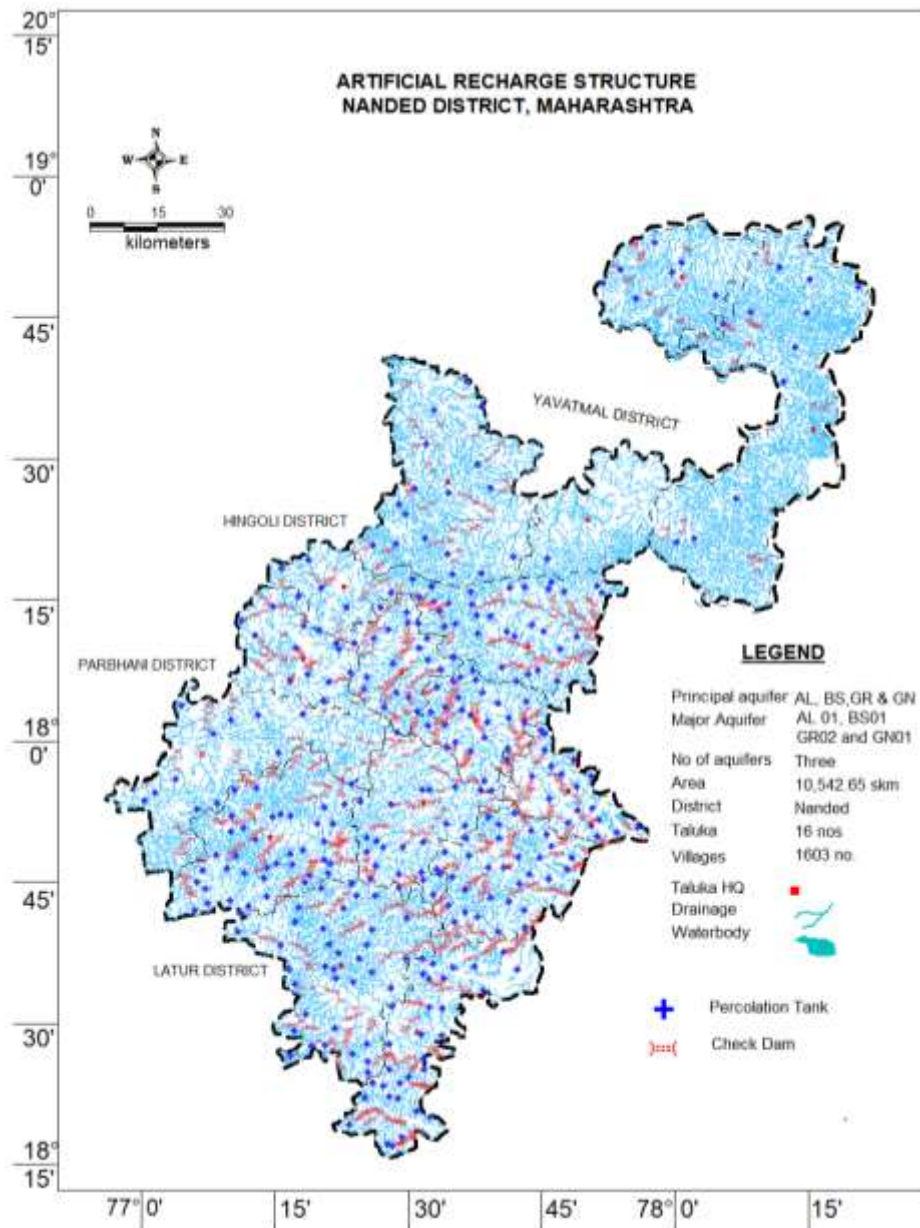 20°
15'
ARTIFICIAL RECHARGE STRUCTURE
NANDED DISTRICT, MAHARASHTRA
N
W E
S
19°
0'
0 15 30
kilometers
45'
YAVATMAL DISTRICT
30'
HINGOLI DISTRICT
15'
LEGEND
PARBHANI DISTRICT
Principal aquifer AL, BS,GR & GN
Major Aquifer AL 01, BS01
GR02 and GN01
18°
0'
No of aquifers Three
Area 10,542.65 skm
District Nanded
Taluka 16 nos
Villages 1603 no.
45'
Taluka HQ
Drainage
Waterbody
LATUR DISTRICT
30'
Percolation Tank
Check Dam
18°
15'
77° 0' 15' 30' 45' 78° 0' 15'